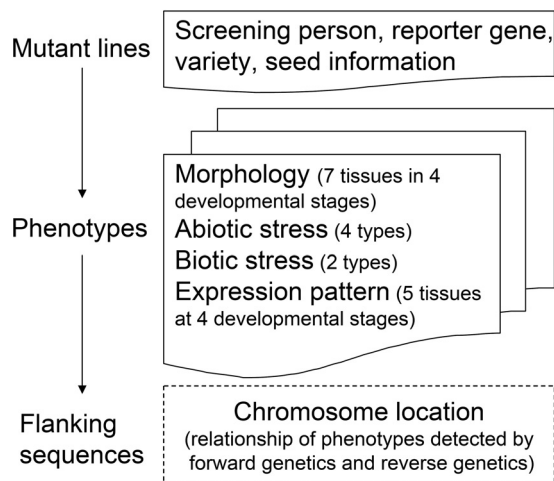 Mutant lines
Screening person, reporter gene,
variety, seed information
Phenotypes
Morphology (7 tissues in 4
developmental stages)
Abiotic stress (4 types)
Biotic stress (2 types)
Expression pattern (5 tissues
at 4 developmental stages)
Flanking
sequences
Chromosome location
(relationship of phenotypes detected by
forward genetics and reverse genetics)